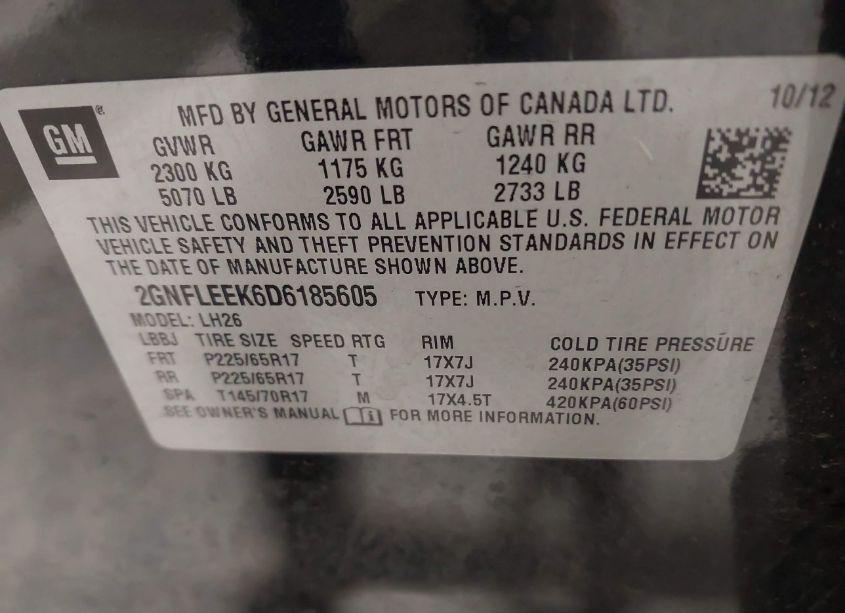 GM®
MFD BY GENERAL MOTORS OF CANADA LTD. 10/12
GVWR GAWR FRT GAWR RR
2300 KG 1175 KG 1240 KG
5070 LB 2590 LB 2733 LB
THIS VEHICLE CONFORMS TO ALL APPLICABLE U.S. FEDERAL MOTOR
VEHICLE SAFETY AND THEFT PREVENTION STANDARDS IN EFFECT ON
THE DATE OF MANUFACTURE SHOWN ABOVE.
2GNFLEEK6D6185605 TYPE: M.P.V.
MODEL: LH26
LBBJ TIRE SIZE SPEED RTG RIM COLD TIRE PRESSURE
FRT P225/65R17 T 17X7J 240KPA(35PSI)
RR P225/65R17 T 17X7J 240KPA(35PSI)
SPA T145/70R17 M 17X4.5T 420KPA(60PSI)
SEE OWNER'S MANUAL FOR MORE INFORMATION.